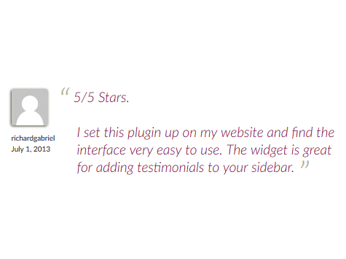 “ 5/5 Stars.
I set this plugin up on my website and find the
interface very easy to use. The widget is great
for adding testimonials to your sidebar. ”
richardgabriel
July 1, 2013